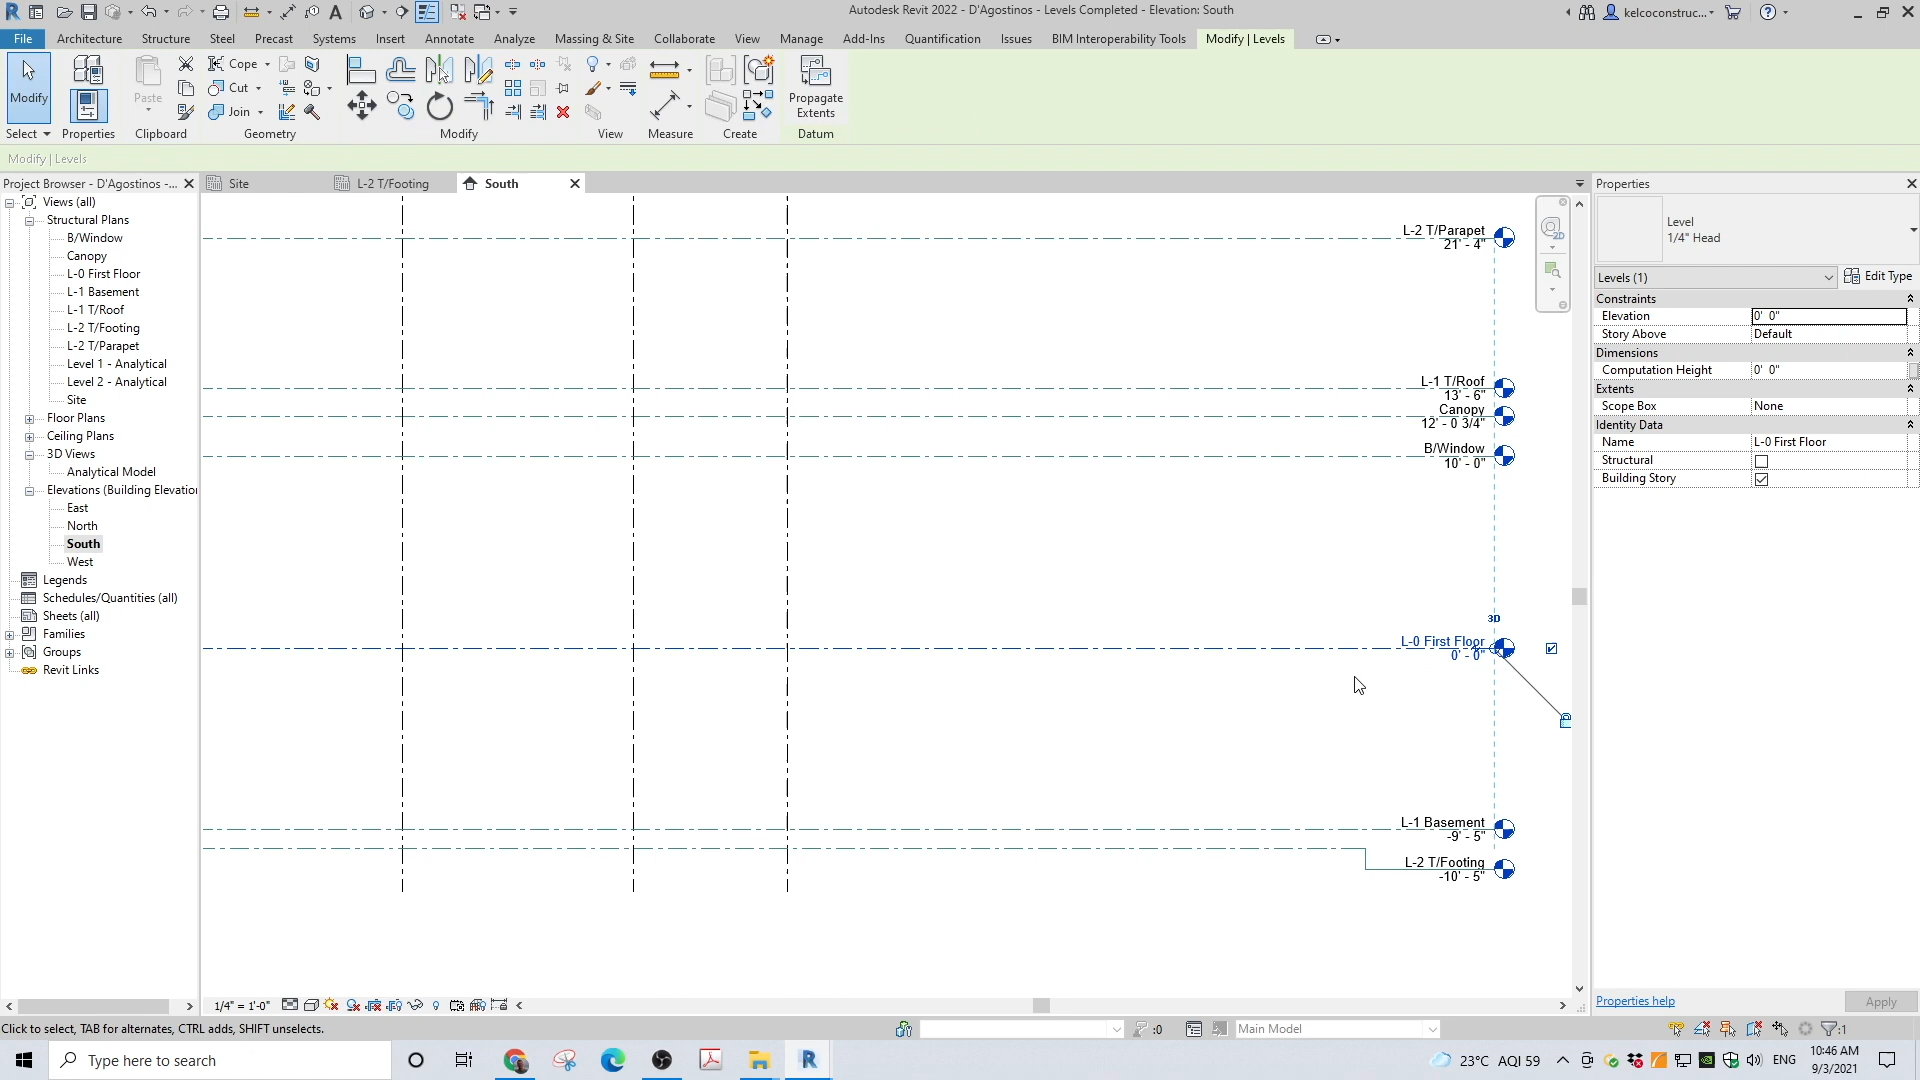 Autodesk Revit 2022 - D'Agostinos - Levels Completed - Elevation: South
kelcoconstruc...
File Architecture Structure Steel Precast Systems Insert Annotate Analyze Massing & Site Collaborate View Manage Add-Ins Quantification Issues BIM Interoperability Tools Modify | Levels
Modify
Paste
Cope
Cut
Join
Propagate
Extents
Select Properties Clipboard Geometry Modify View Measure Create Datum
Modify | Levels
Project Browser - D'Agostinos -...
Site
L-2 T/Footing
South
Properties
Views (all)
Structural Plans
B/Window
Canopy
L-0 First Floor
L-1 Basement
L-1 T/Roof
L-2 T/Footing
L-2 T/Parapet
Level 1 - Analytical
Level 2 - Analytical
Site
Floor Plans
Ceiling Plans
3D Views
Analytical Model
Elevations (Building Elevation
East
North
South
West
Legends
Schedules/Quantities (all)
Sheets (all)
Families
Groups
Revit Links
L-2 T/Parapet
21' - 4"
L-1 T/Roof
13' - 6"
Canopy
12' - 0 3/4"
B/Window
10' - 0"
3D
L-0 First Floor
0' - 0"
L-1 Basement
-9' - 5"
L-2 T/Footing
-10' - 5"
2D
Level
1/4" Head
Levels (1)
Edit Type
Constraints
Elevation 0' 0"
Story Above Default
Dimensions
Computation Height 0' 0"
Extents
Scope Box None
Identity Data
Name L-0 First Floor
Structural
Building Story
Properties help
Apply
1/4" = 1'-0"
Click to select, TAB for alternates, CTRL adds, SHIFT unselects.
:0
Main Model
:1
Type here to search
23°C AQI 59
ENG
10:46 AM
9/3/2021